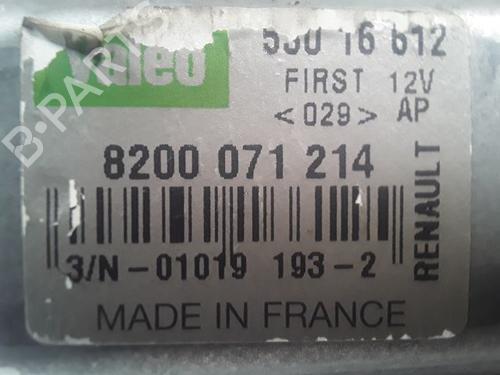 Valeo
530 16 612
FIRST 12V
<029> AP
8200 071 214
RENAULT
3/N-01019 193-2
MADE IN FRANCE
B-PARTS